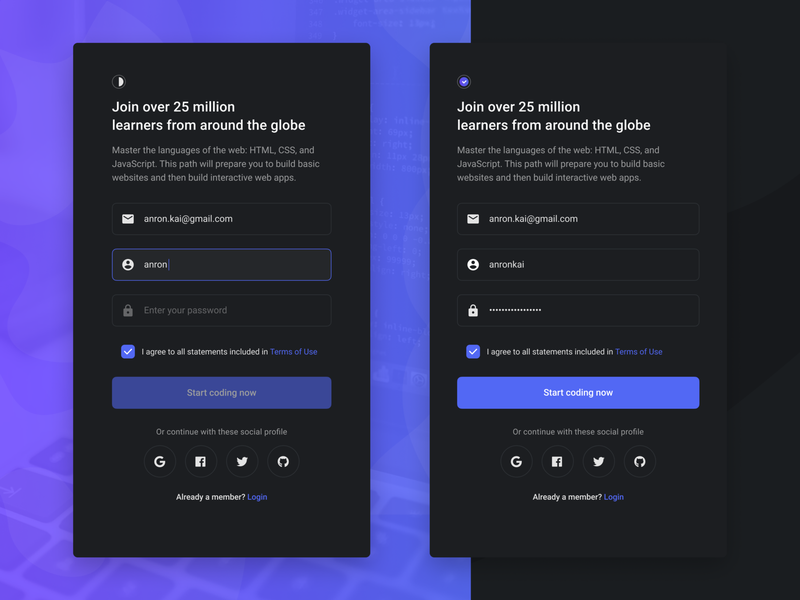 Join over 25 million
learners from around the globe
Master the languages of the web: HTML, CSS, and
JavaScript. This path will prepare you to build basic
websites and then build interactive web apps.
anron.kai@gmail.com
anron
Enter your password
I agree to all statements included in Terms of Use
Start coding now
Or continue with these social profile
Already a member? Login
Join over 25 million
learners from around the globe
Master the languages of the web: HTML, CSS, and
JavaScript. This path will prepare you to build basic
websites and then build interactive web apps.
anron.kai@gmail.com
anronkai
•••••••••••••••••
I agree to all statements included in Terms of Use
Start coding now
Or continue with these social profile
Already a member? Login